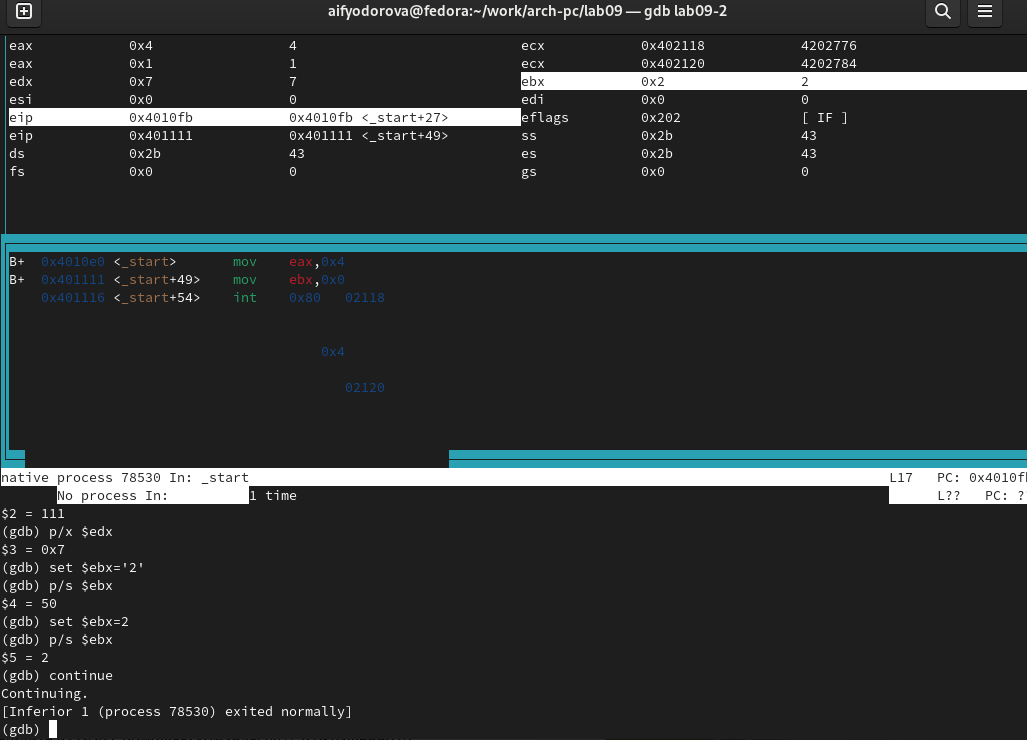 aifyodorova@fedora:~/work/arch-pc/lab09 — gdb lab09-2
eax 0x4 4 ecx 0x402118 4202776
eax 0x1 1 ecx 0x402120 4202784
edx 0x7 7 ebx 0x2 2
esi 0x0 0 edi 0x0 0
eip 0x4010fb 0x4010fb <_start+27> eflags 0x202 [ IF ]
eip 0x401111 0x401111 <_start+49> ss 0x2b 43
ds 0x2b 43 es 0x2b 43
fs 0x0 0 gs 0x0 0
B+ 0x4010e0 <_start> mov eax,0x4
B+ 0x401111 <_start+49> mov ebx,0x0
0x401116 <_start+54> int 0x80 02118
0x4
02120
native process 78530 In: _start L17 PC: 0x4010fb
No process In: 1 time L?? PC: ?
$2 = 111
(gdb) p/x $edx
$3 = 0x7
(gdb) set $ebx='2'
(gdb) p/s $ebx
$4 = 50
(gdb) set $ebx=2
(gdb) p/s $ebx
$5 = 2
(gdb) continue
Continuing.
[Inferior 1 (process 78530) exited normally]
(gdb)